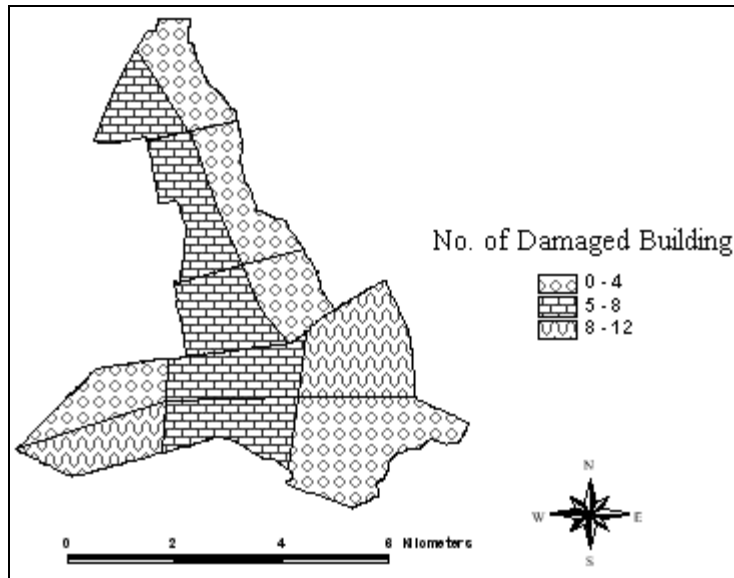 No. of Damaged Building
0 - 4
5 - 8
8 - 12
N
W E
S
0 2 4 6 Kilometers